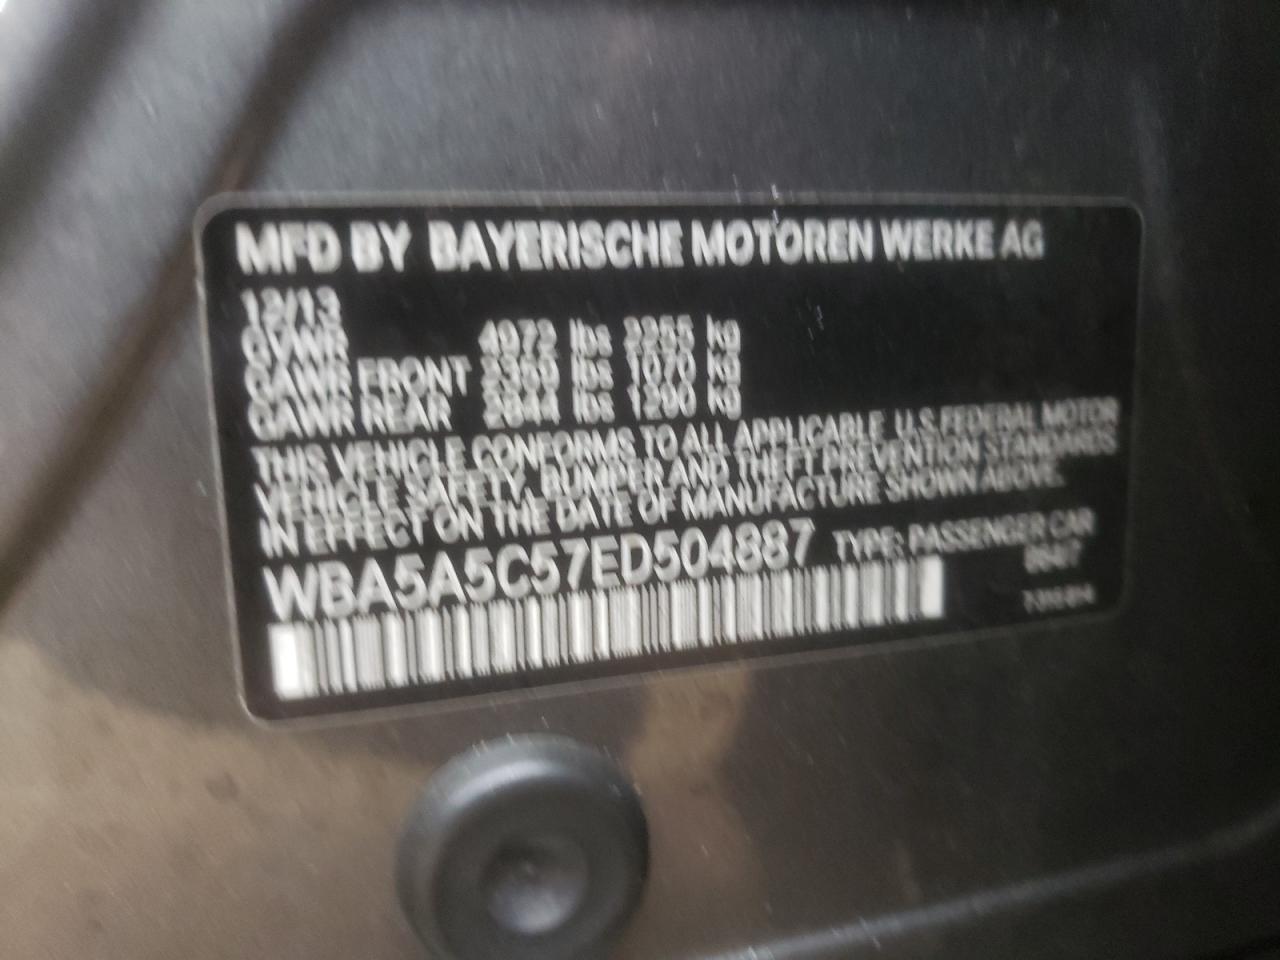 MFD BY BAYERISCHE MOTOREN WERKE AG
12/13
GVWR 4972 lbs 2255 kg
GAWR FRONT 2359 lbs 1070 kg
GAWR REAR 2844 lbs 1290 kg
THIS VEHICLE CONFORMS TO ALL APPLICABLE U.S FEDERAL MOTOR
VEHICLE SAFETY, BUMPER AND THEFT PREVENTION STANDARDS
IN EFFECT ON THE DATE OF MANUFACTURE SHOWN ABOVE.
WBA5A5C57ED504887 TYPE: PASSENGER CAR